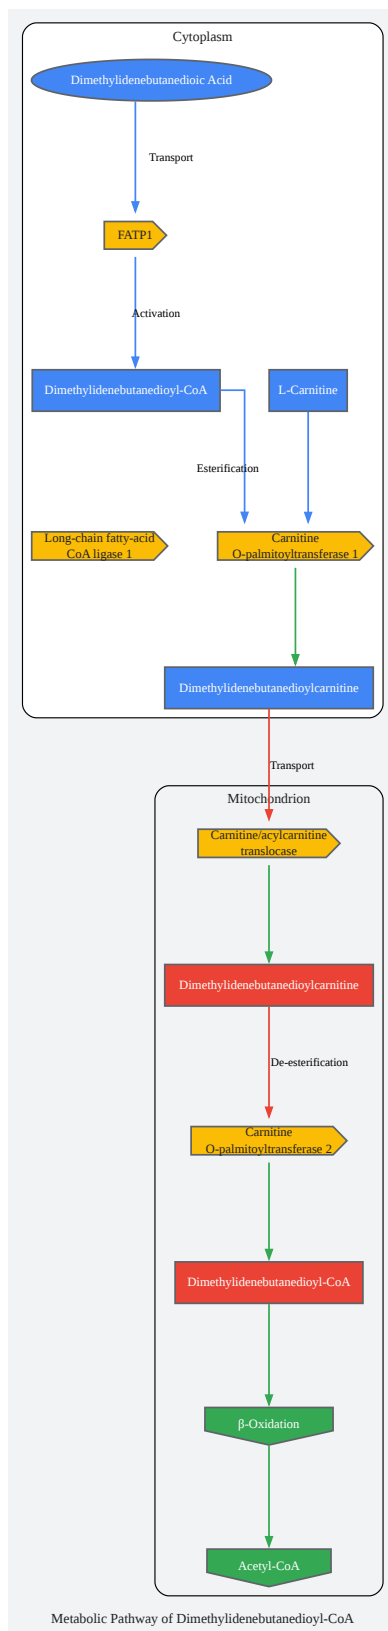 Cytoplasm
Dimethylidenebutanedioic Acid
Transport
FATP1
Activation
Dimethylidenebutanedioyl-CoA
L-Carnitine
Esterification
Long-chain fatty-acid
CoA ligase 1
Carnitine
O-palmitoyltransferase 1
Dimethylidenebutanedioylcarnitine
Transport
Mitochondrion
Carnitine/acylcarnitine
translocase
Dimethylidenebutanedioylcarnitine
De-esterification
Carnitine
O-palmitoyltransferase 2
Dimethylidenebutanedioyl-CoA
β-Oxidation
Acetyl-CoA
Metabolic Pathway of Dimethylidenebutanedioyl-CoA